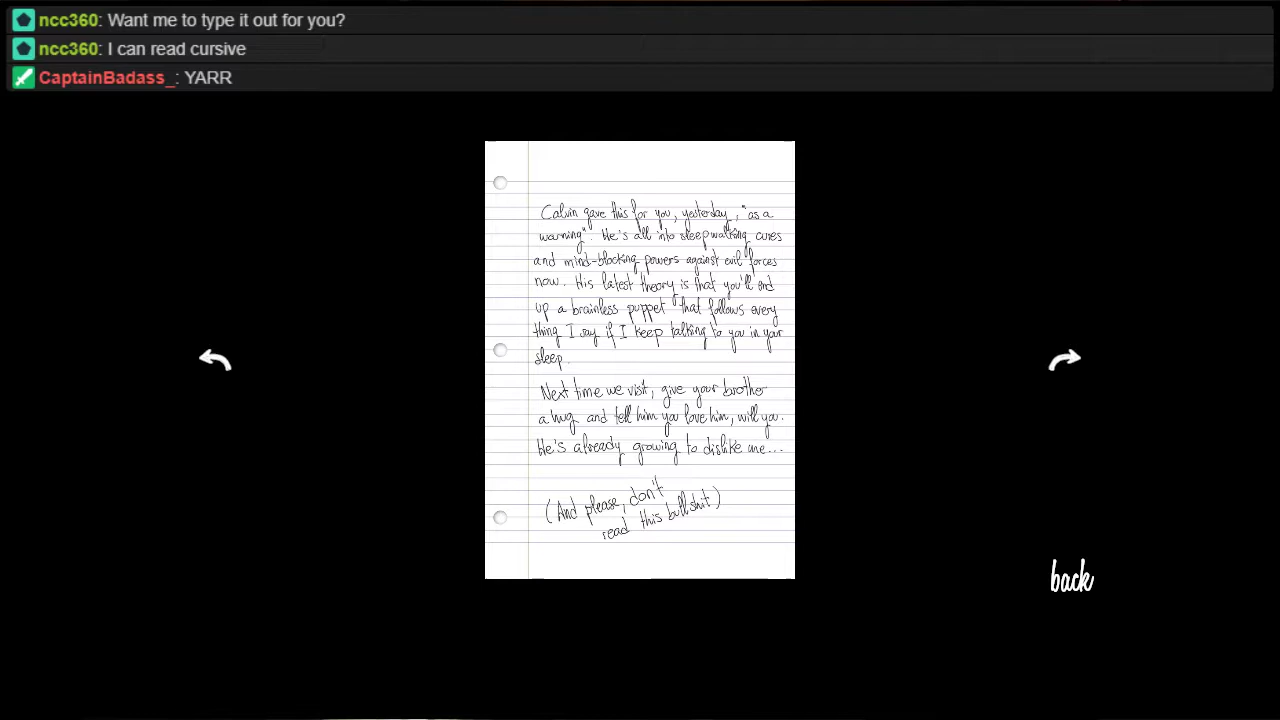 ncc360: Want me to type it out for you?
ncc360: I can read cursive
CaptainBadass_: YARR
Calvin gave this for you, yesterday, "as a
warning". He's all into sleepwalking cures
and mind-blocking powers against evil forces
now. His latest theory is that you'll end
up a brainless puppet that follows every
thing I say if I keep talking to you in your
sleep.
Next time we visit, give your brother
a hug and tell him you love him, will you.
He's already growing to dislike me...
(And please, don't
read this bullshit)
back